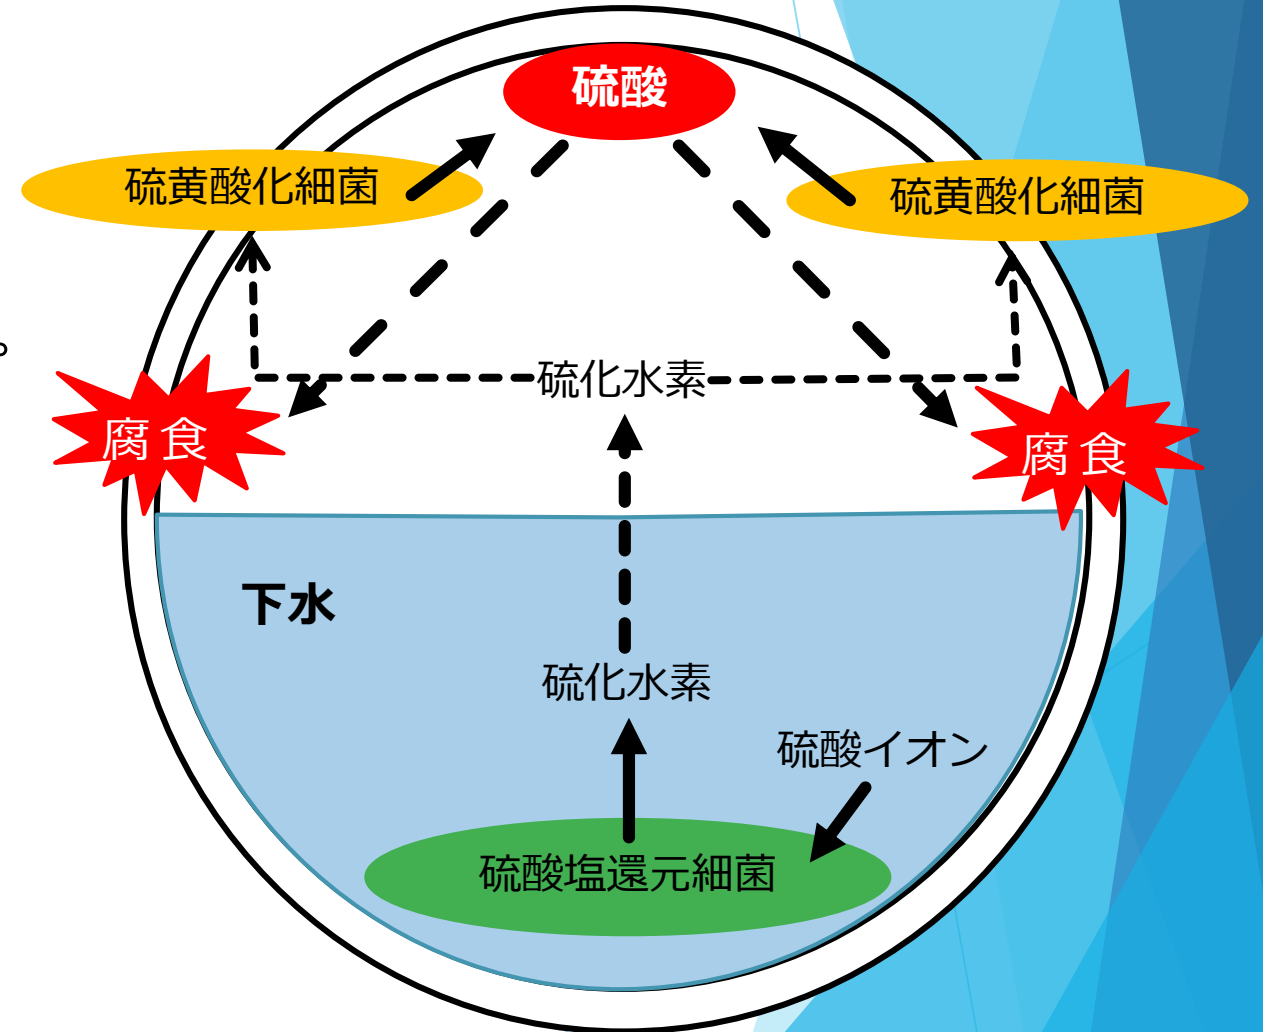 硫酸
硫黄酸化細菌
硫黄酸化細菌
。
硫化水素
腐食
腐食
下水
硫化水素
硫酸イオン
硫酸塩還元細菌